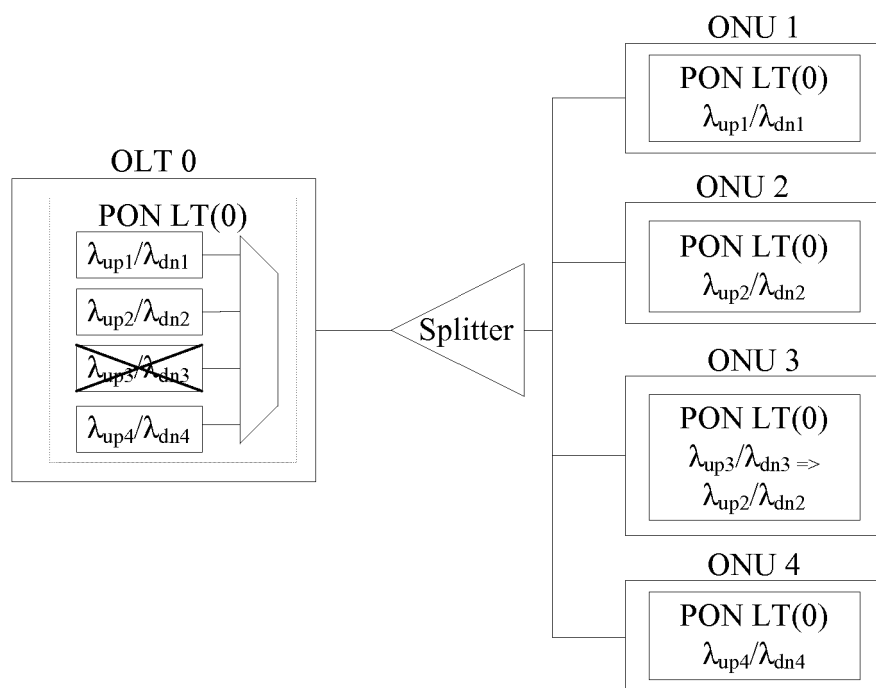 OLT 0
PON LT(0)
λup1/λdn1
λup2/λdn2
λup3/λdn3
λup4/λdn4
Splitter
ONU 1
PON LT(0)
λup1/λdn1
ONU 2
PON LT(0)
λup2/λdn2
ONU 3
PON LT(0)
λup3/λdn3 =>
λup2/λdn2
ONU 4
PON LT(0)
λup4/λdn4